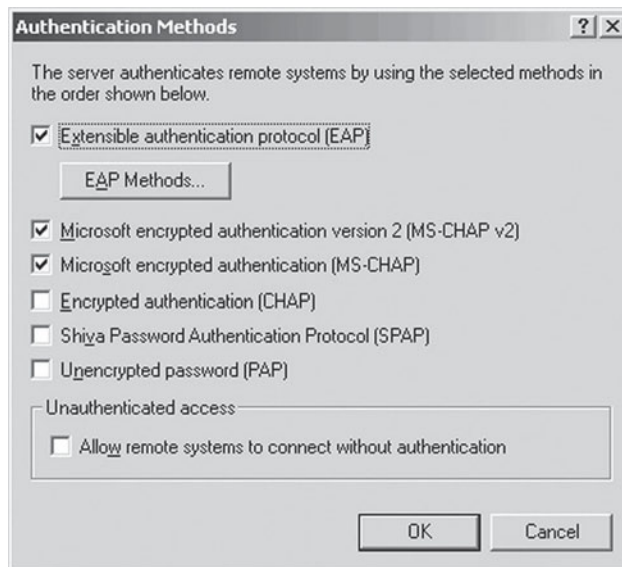 Authentication Methods
The server authenticates remote systems by using the selected methods in
the order shown below.
Extensible authentication protocol (EAP)
EAP Methods...
Microsoft encrypted authentication version 2 (MS-CHAP v2)
Microsoft encrypted authentication (MS-CHAP)
Encrypted authentication (CHAP)
Shiva Password Authentication Protocol (SPAP)
Unencrypted password (PAP)
Unauthenticated access
Allow remote systems to connect without authentication
OK
Cancel